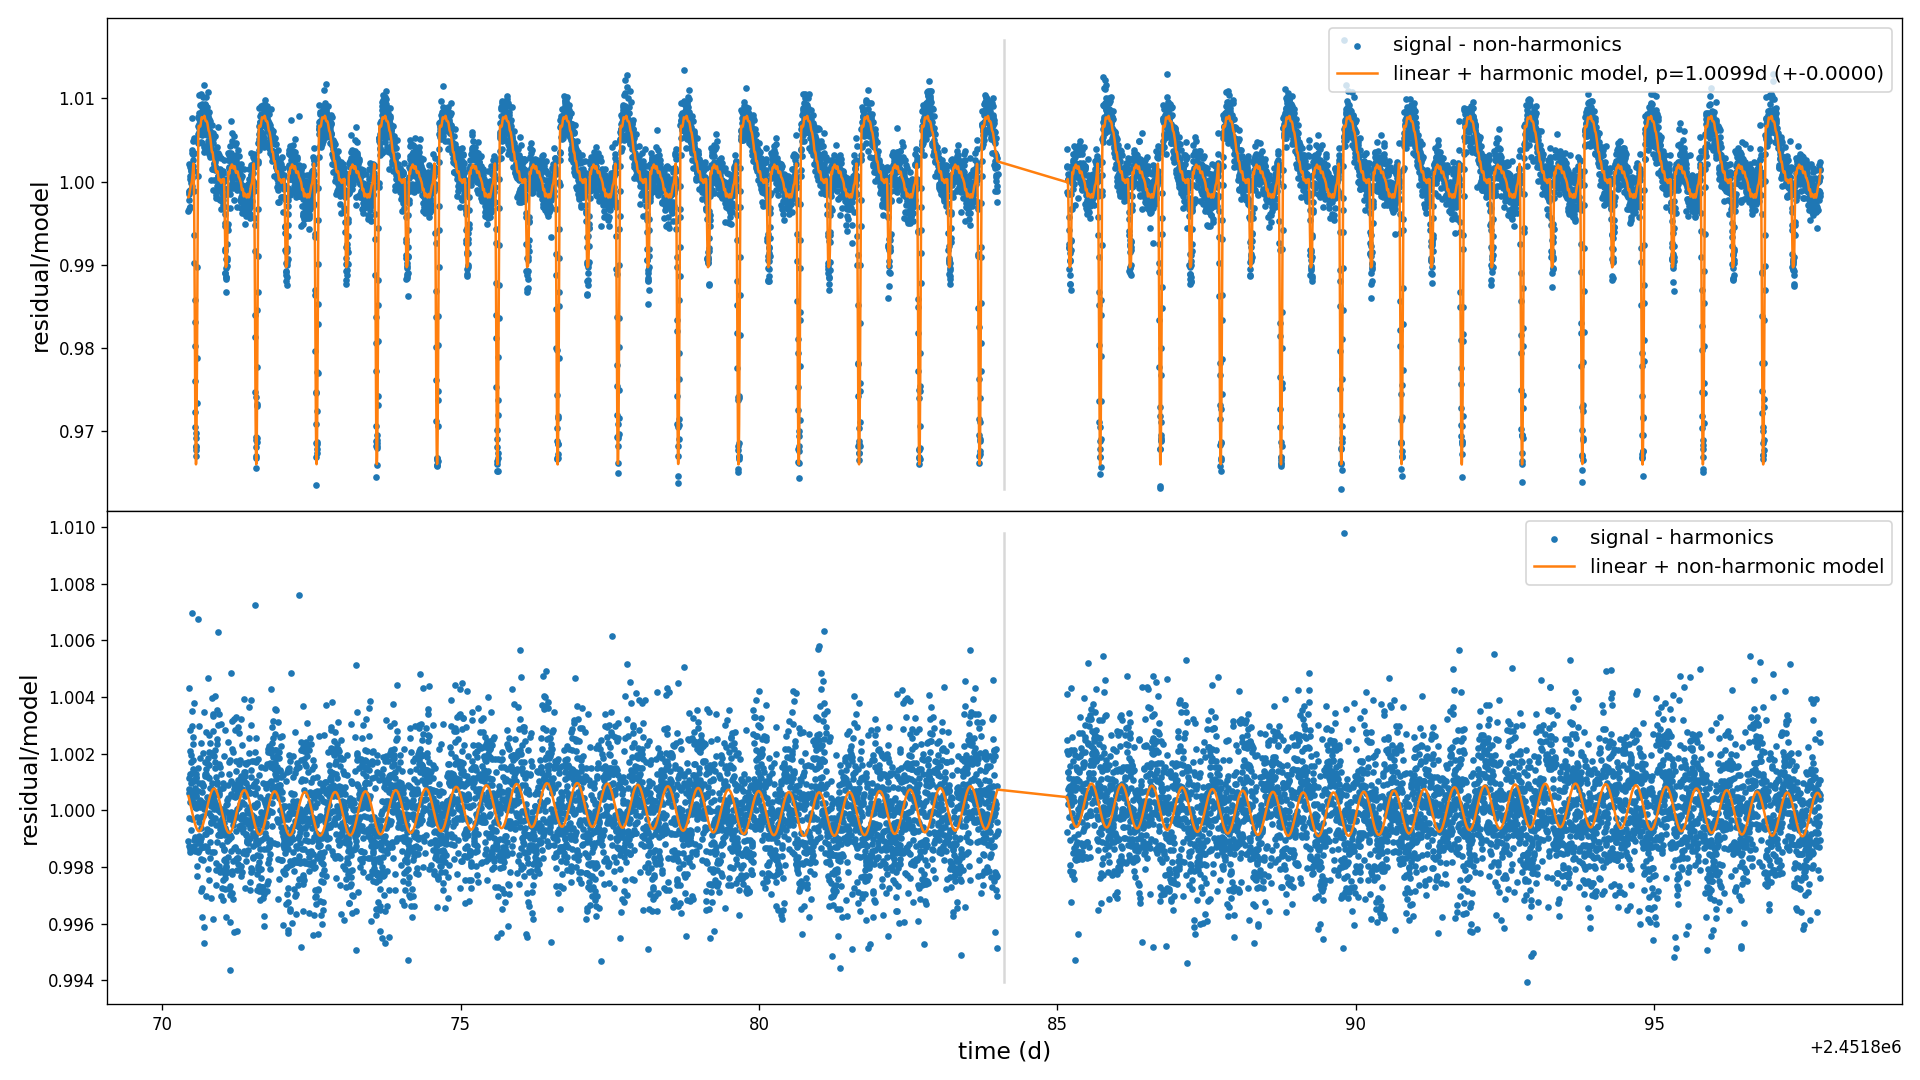 signal - non-harmonics
linear + harmonic model, p=1.0099d (+-0.0000)
1.01
1.00
0.99
0.98
0.97
residual/model
signal - harmonics
linear + non-harmonic model
1.010
1.008
1.006
1.004
1.002
1.000
0.998
0.996
0.994
residual/model
70
75
80
85
90
95
time (d)
+2.4518e6